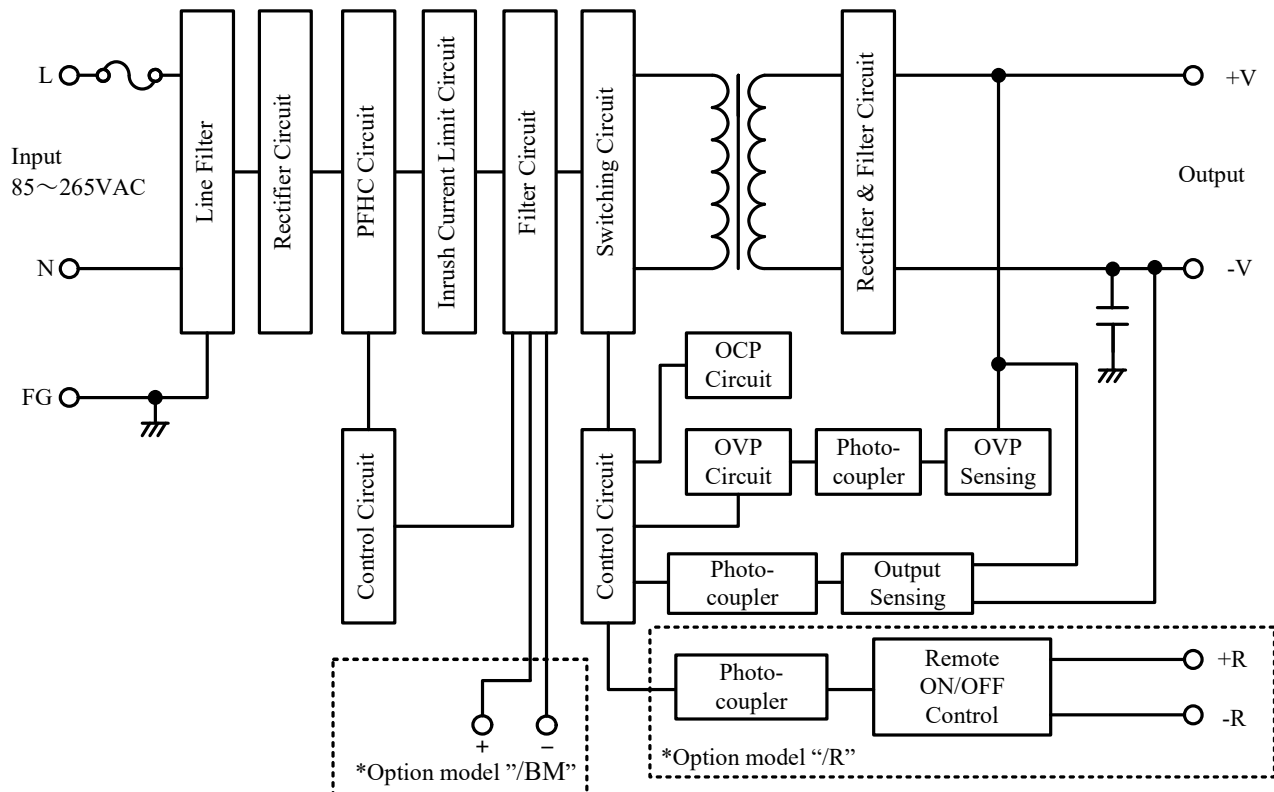 L
Input
85～265VAC
N
FG
Line Filter
Rectifier Circuit
PFHC Circuit
Inrush Current Limit Circuit
Filter Circuit
Switching Circuit
Rectifier & Filter Circuit
+V
Output
-V
OCP
Circuit
Control Circuit
Control Circuit
OVP
Circuit
Photo-
coupler
OVP
Sensing
Photo-
coupler
Output
Sensing
Photo-
coupler
Remote
ON/OFF
Control
+R
-R
*Option model “/R”
+
−
*Option model ”/BM”